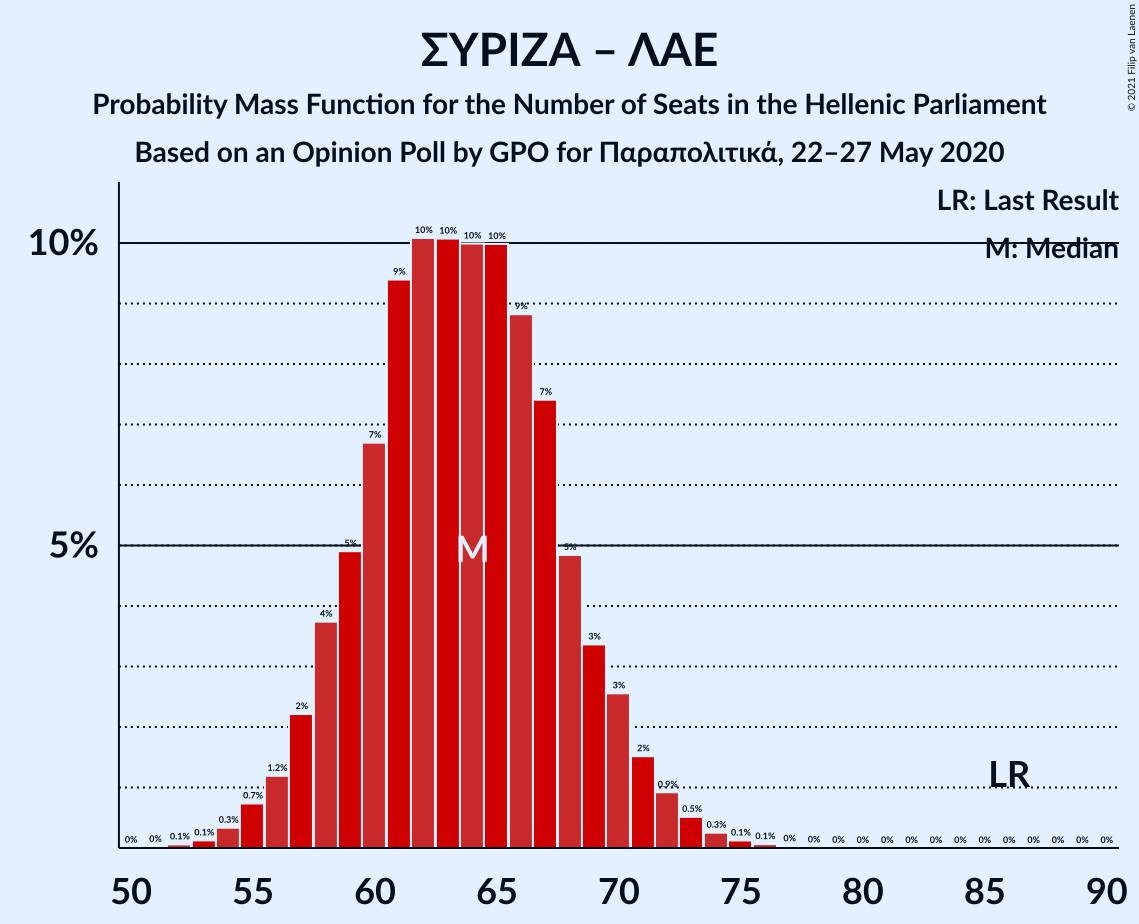 ΣΥΡΙΖΑ – ΛΑΕ
Probability Mass Function for the Number of Seats in the Hellenic Parliament
Based on an Opinion Poll by GPO for Παραπολιτικά, 22–27 May 2020
© 2021 Filip van Laenen
LR: Last Result
M: Median
10%
5%
0% 0% 0.1% 0.1% 0.3% 0.7% 1.2% 2% 4% 5% 7% 9% 10% 10% 10% 10% 9% 7% 5% 3% 3% 2% 0.9% 0.5% 0.3% 0.1% 0.1% 0% 0% 0% 0% 0% 0% 0% 0% 0% 0% 0% 0% 0% 0%
M
LR
50 55 60 65 70 75 80 85 90